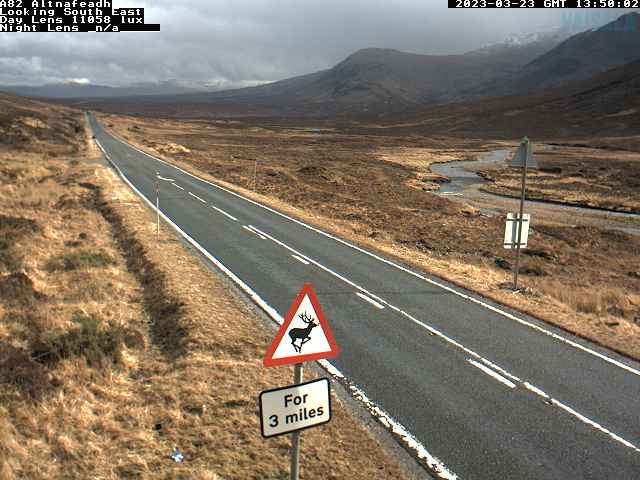 A82 Altnafeadh
Looking South East
Day Lens 11058 lux
Night Lens n/a
2023-03-23 GMT 13:50:02
VAISALA
For
3 miles